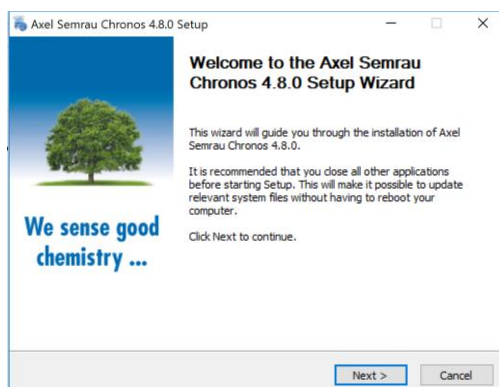 Axel Semrau Chronos 4.8.0 Setup
Welcome to the Axel Semrau
Chronos 4.8.0 Setup Wizard
This wizard will guide you through the installation of Axel
Semrau Chronos 4.8.0.
It is recommended that you close all other applications
before starting Setup. This will make it possible to update
relevant system files without having to reboot your
computer.
Click Next to continue.
We sense good
chemistry ...
Next >
Cancel